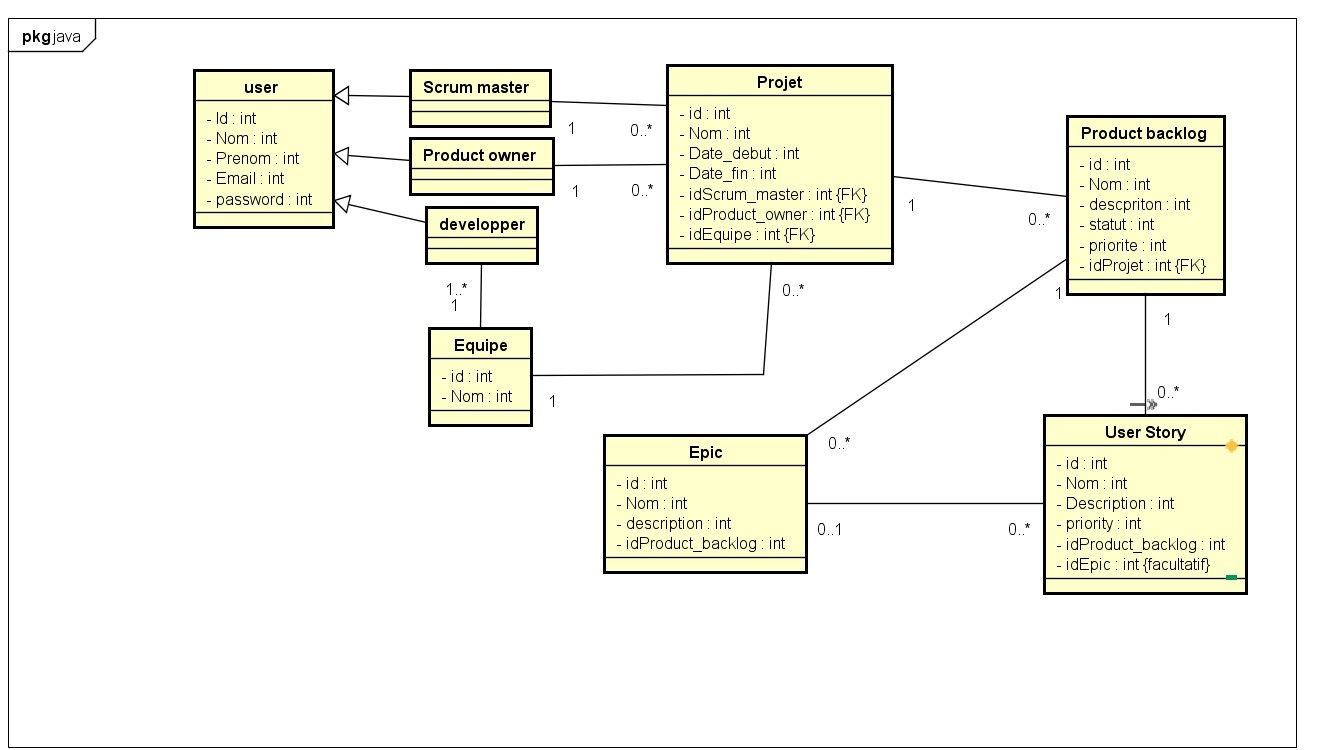 pkg java
user
- Id : int
- Nom : int
- Prenom : int
- Email : int
- password : int
Scrum master
1
0..*
Product owner
1
0..*
developper
1..*
1
Equipe
- id : int
- Nom : int
1
Projet
- id : int
- Nom : int
- Date_debut : int
- Date_fin : int
- idScrum_master : int {FK}
- idProduct_owner : int {FK}
- idEquipe : int {FK}
0..*
1
0..*
Product backlog
- id : int
- Nom : int
- descpriton : int
- statut : int
- priorite : int
- idProjet : int {FK}
1
1
0..*
0..*
Epic
- id : int
- Nom : int
- description : int
- idProduct_backlog : int
0..1
0..*
User Story
- id : int
- Nom : int
- Description : int
- priority : int
- idProduct_backlog : int
- idEpic : int {facultatif}